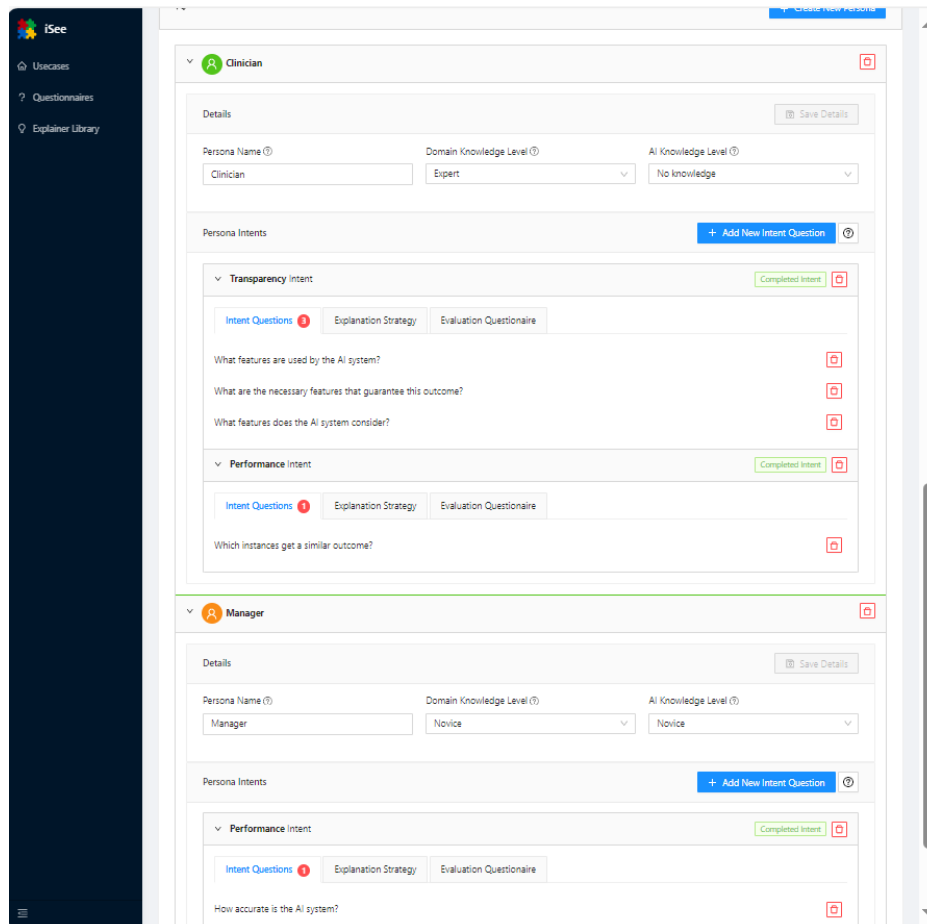 iSee
Usecases
Questionnaires
Explainer Library
+ Create New Persona
Clinician
Details
Save Details
Persona Name
Domain Knowledge Level
AI Knowledge Level
Clinician
Expert
No knowledge
Persona Intents
+ Add New Intent Question
Transparency Intent
Completed Intent
Intent Questions 3
Explanation Strategy
Evaluation Questionaire
What features are used by the AI system?
What are the necessary features that guarantee this outcome?
What features does the AI system consider?
Performance Intent
Completed Intent
Intent Questions 1
Explanation Strategy
Evaluation Questionaire
Which instances get a similar outcome?
Manager
Details
Save Details
Persona Name
Domain Knowledge Level
AI Knowledge Level
Manager
Novice
Novice
Persona Intents
+ Add New Intent Question
Performance Intent
Completed Intent
Intent Questions 1
Explanation Strategy
Evaluation Questionaire
How accurate is the AI system?